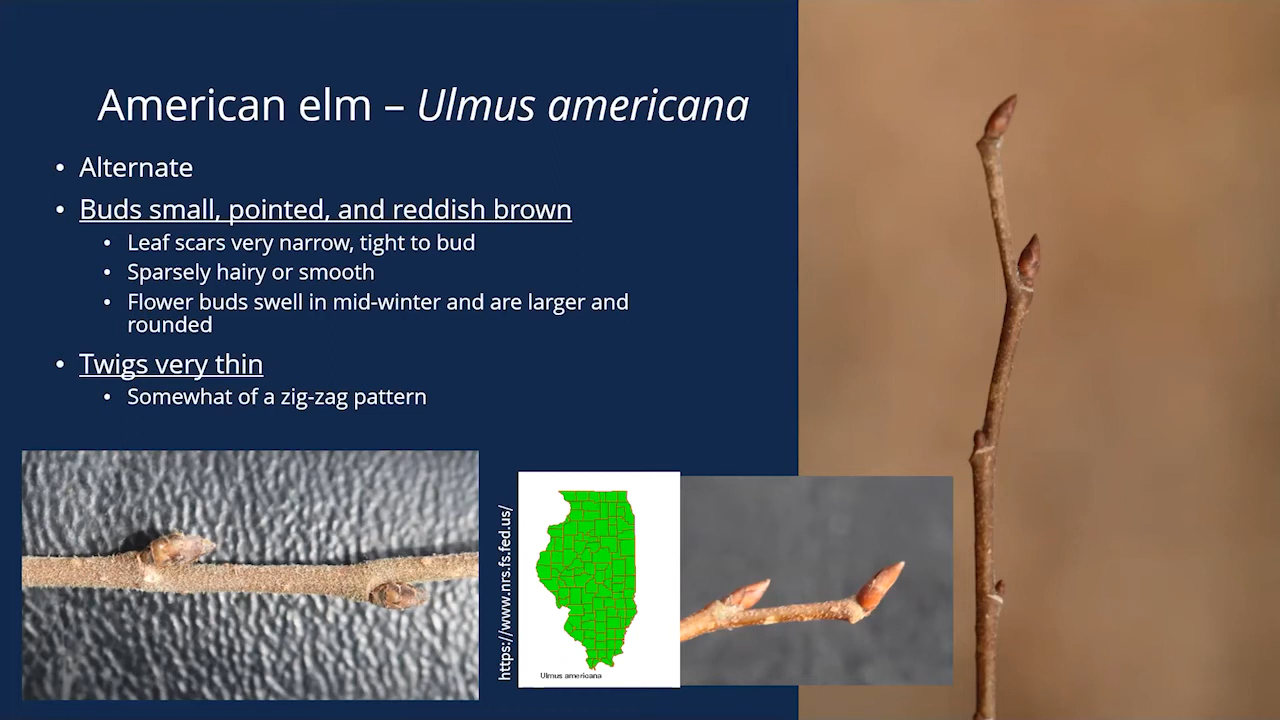 American elm – Ulmus americana
• Alternate
• Buds small, pointed, and reddish brown
• Leaf scars very narrow, tight to bud
• Sparsely hairy or smooth
• Flower buds swell in mid-winter and are larger and
rounded
• Twigs very thin
• Somewhat of a zig-zag pattern
https://www.nrs.fs.fed.us/
Ulmus americana